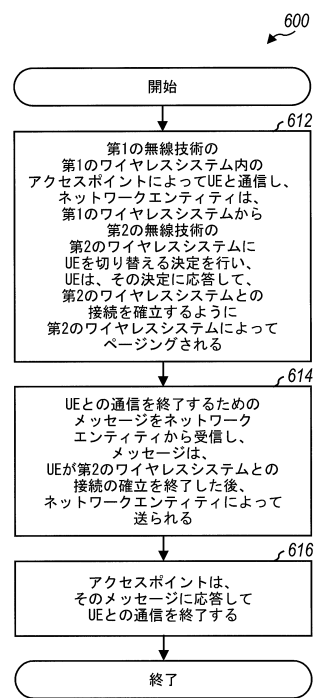 600
開始
612
第1の無線技術の
第1のワイヤレスシステム内の
アクセスポイントによってUEと通信し、
ネットワークエンティティは、
第1のワイヤレスシステムから
第2の無線技術の
第2のワイヤレスシステムに
UEを切り替える決定を行い、
UEは、その決定に応答して、
第2のワイヤレスシステムとの
接続を確立するように
第2のワイヤレスシステムによって
ページングされる
614
UEとの通信を終了するための
メッセージをネットワーク
エンティティから受信し、
メッセージは、
UEが第2のワイヤレスシステムとの
接続の確立を終了した後、
ネットワークエンティティによって
送られる
616
アクセスポイントは、
そのメッセージに応答して
UEとの通信を終了する
終了